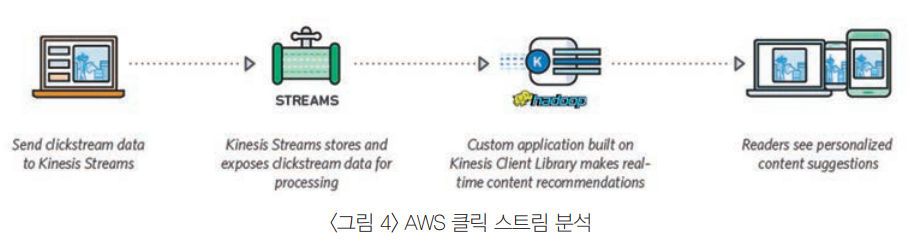 STREAMS
K
hadoop
Send clickstream data
to Kinesis Streams
Kinesis Streams stores and
exposes clickstream data for
processing
Custom application built on
Kinesis Client Library makes real-
time content recommendations
Readers see personalized
content suggestions
〈그림 4〉 AWS 클릭 스트림 분석